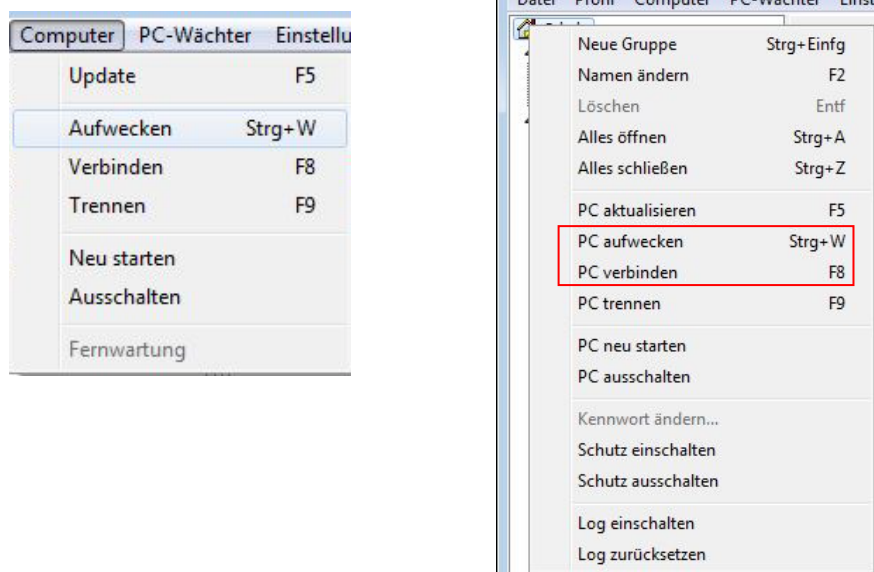 Computer PC-Wächter Einstellu
Update F5
Aufwecken Strg+W
Verbinden F8
Trennen F9
Neu starten
Ausschalten
Fernwartung
Datei Profil Computer PC-Wächter Einst
Neue Gruppe Strg+Einfg
Namen ändern F2
Löschen Entf
Alles öffnen Strg+A
Alles schließen Strg+Z
PC aktualisieren F5
PC aufwecken Strg+W
PC verbinden F8
PC trennen F9
PC neu starten
PC ausschalten
Kennwort ändern...
Schutz einschalten
Schutz ausschalten
Log einschalten
Log zurücksetzen